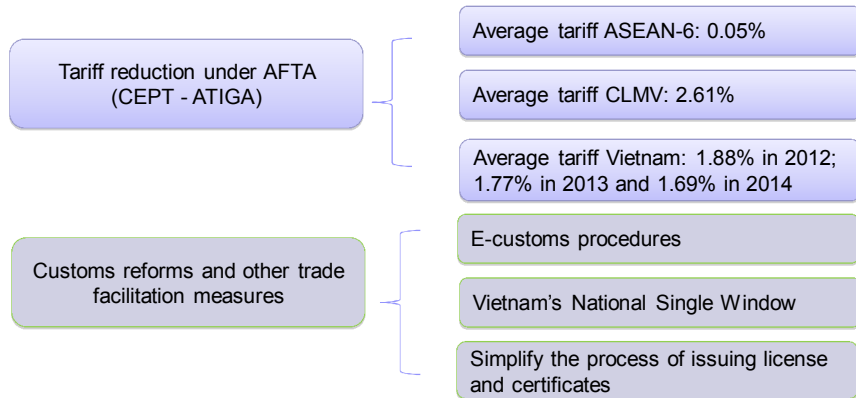 Tariff reduction under AFTA
(CEPT - ATIGA)
Average tariff ASEAN-6: 0.05%
Average tariff CLMV: 2.61%
Average tariff Vietnam: 1.88% in 2012;
1.77% in 2013 and 1.69% in 2014
Customs reforms and other trade
facilitation measures
E-customs procedures
Vietnam’s National Single Window
Simplify the process of issuing license
and certificates